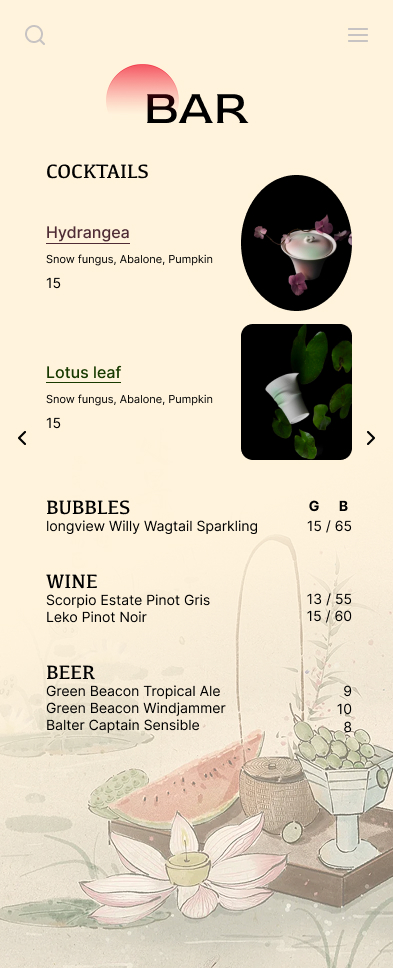 BAR
COCKTAILS
Hydrangea
Snow fungus, Abalone, Pumpkin
15
Lotus leaf
Snow fungus, Abalone, Pumpkin
15
BUBBLES G B
longview Willy Wagtail Sparkling 15 / 65
WINE
Scorpio Estate Pinot Gris 13 / 55
Leko Pinot Noir 15 / 60
BEER
Green Beacon Tropical Ale 9
Green Beacon Windjammer 10
Balter Captain Sensible 8